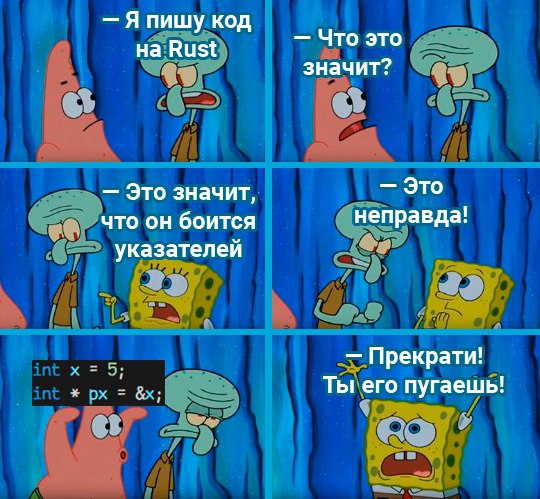 — Я пишу код
на Rust
— Что это
значит?
— Это значит,
что он боится
указателей
— Это
неправда!
int x = 5;
int * px = &x;
— Прекрати!
Ты его пугаешь!